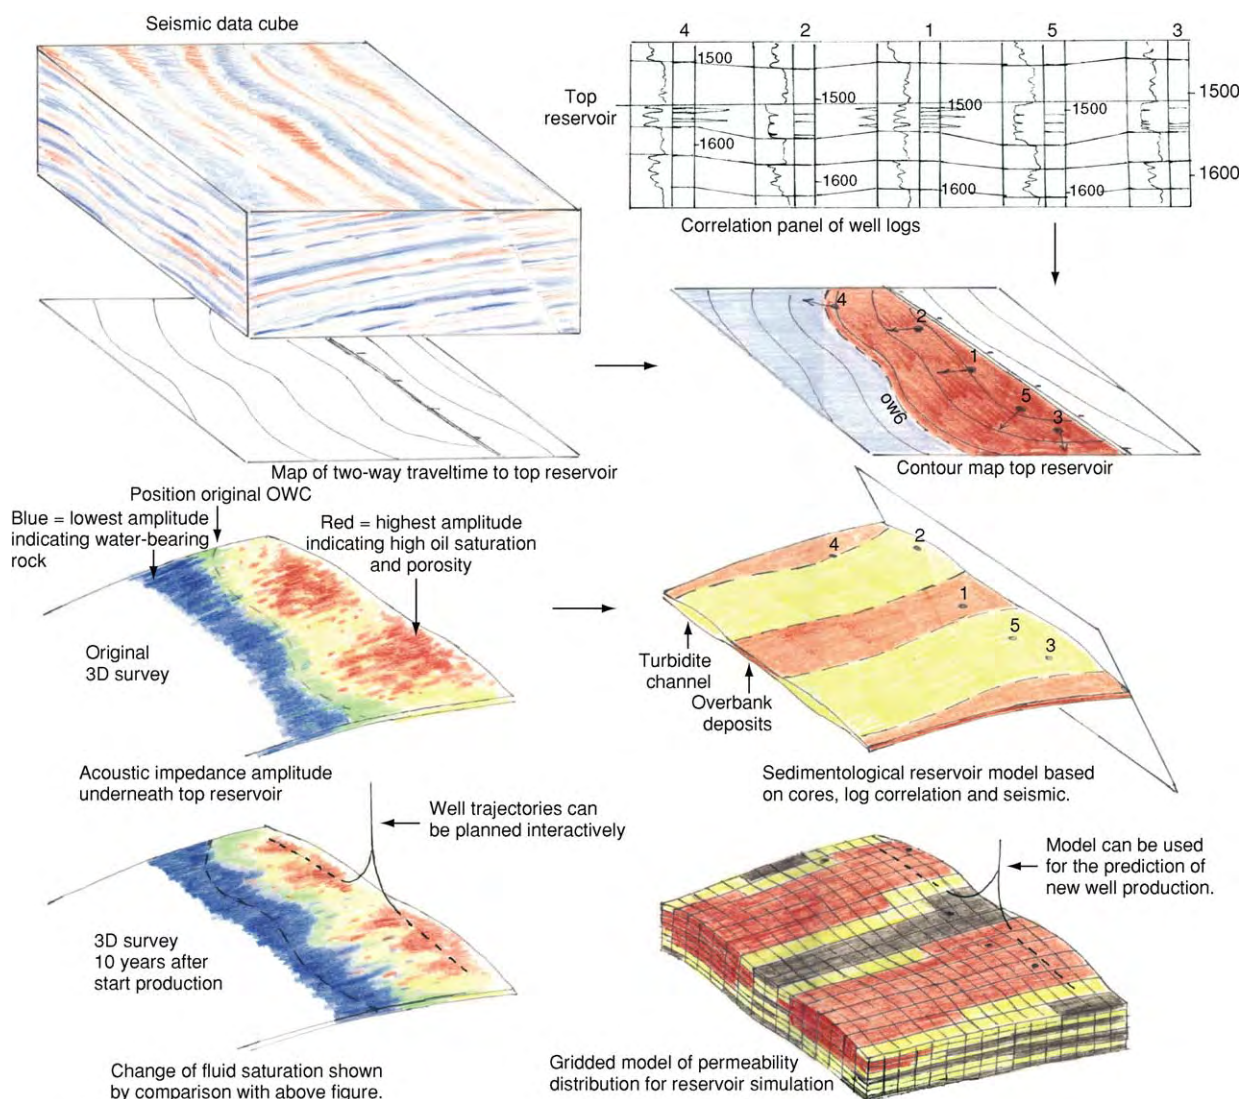 Seismic data cube
4 2 1 5 3
1500
1500
1500
1500
1500
Top
reservoir
1600
1600
1600
1600
1600
Correlation panel of well logs
4
2
1
5
3
ow6
Map of two-way traveltime to top reservoir
Contour map top reservoir
Position original OWC
Blue = lowest amplitude
indicating water-bearing
rock
Red = highest amplitude
indicating high oil saturation
and porosity
Original
3D survey
4
2
1
5
3
Turbidite
channel
Overbank
deposits
Acoustic impedance amplitude
underneath top reservoir
Sedimentological reservoir model based
on cores, log correlation and seismic.
Well trajectories can
be planned interactively
Model can be used
for the prediction of
new well production.
3D survey
10 years after
start production
Change of fluid saturation shown
by comparison with above figure.
Gridded model of permeability
distribution for reservoir simulation